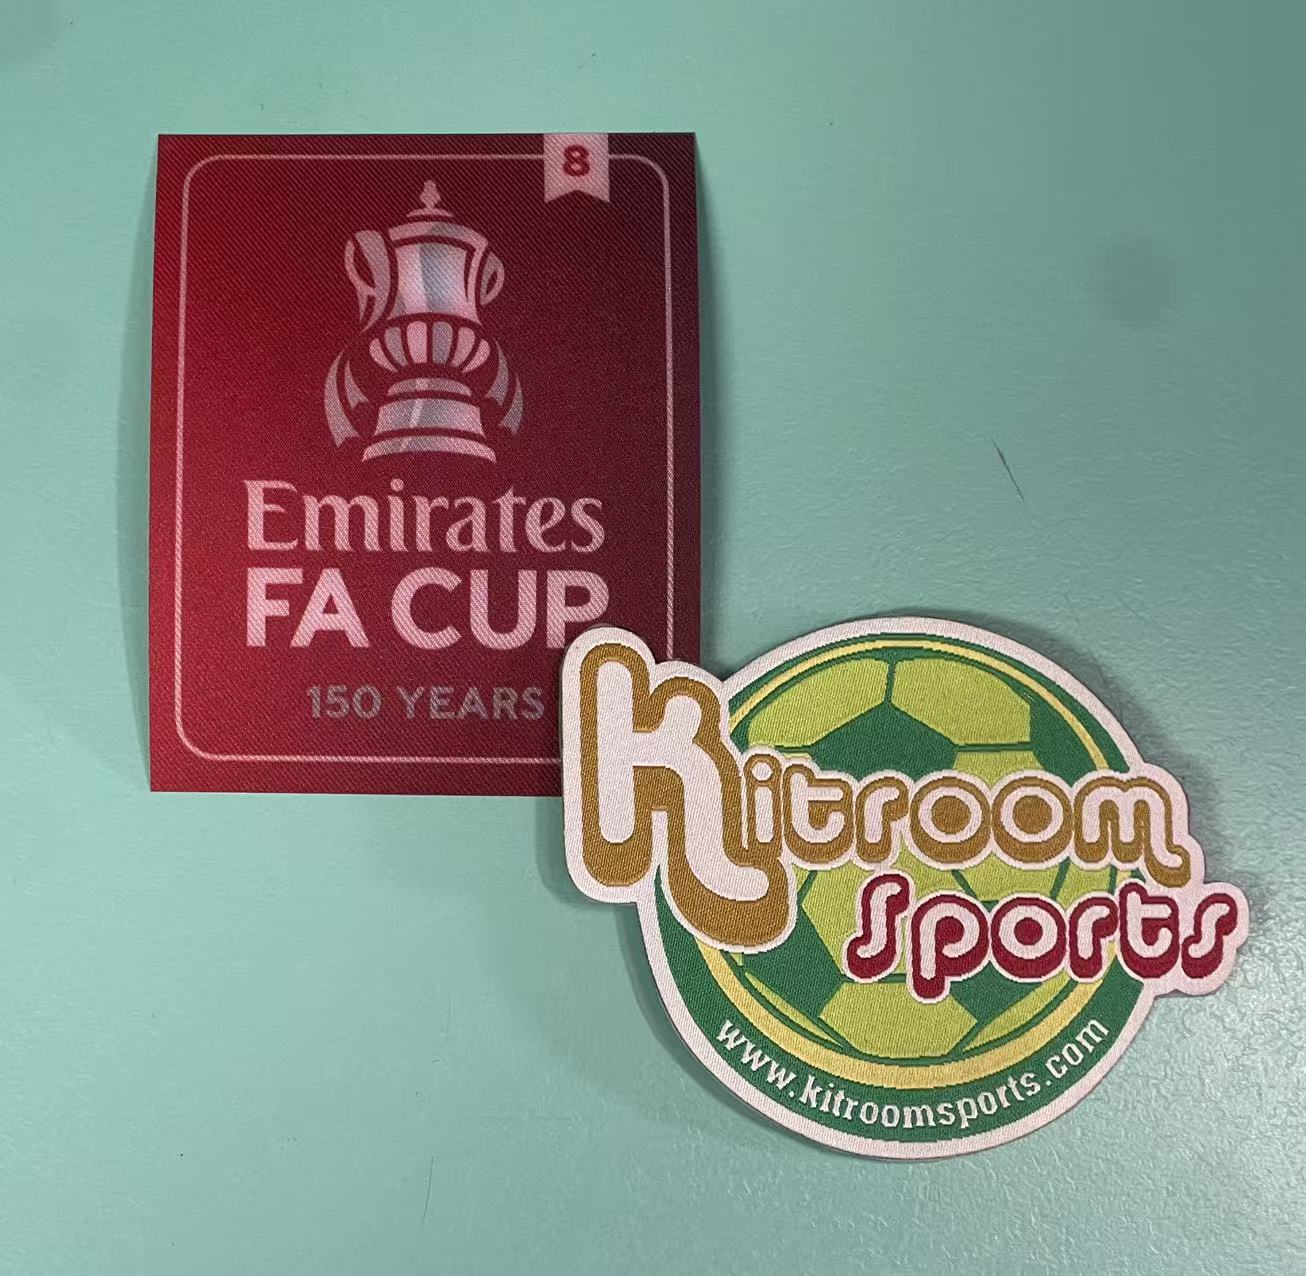 8
Emirates
FA CUP
150 YEARS
Kitroom
Sports
www.kitroomsports.com